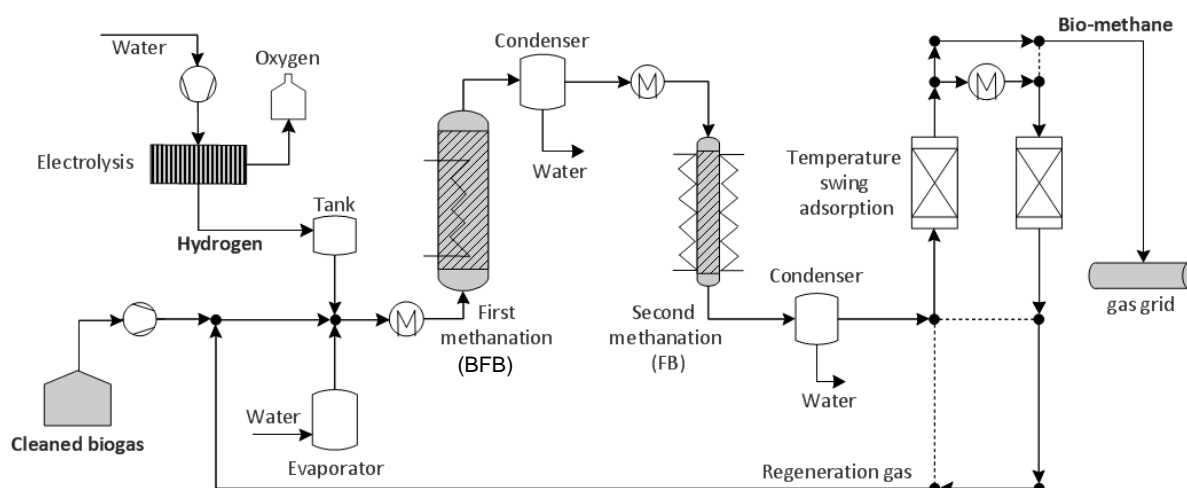 Water
Oxygen
Electrolysis
Hydrogen
Tank
Cleaned biogas
Water
Evaporator
Condenser
Water
M
First
methanation
(BFB)
M
Second
methanation
(FB)
Condenser
Water
Temperature
swing
adsorption
M
Bio-methane
gas grid
Regeneration gas